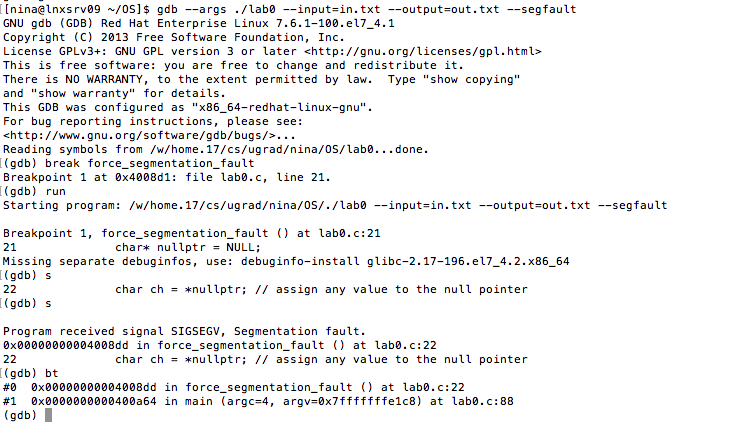 [[nina@lnxsrv09 ~/OS]$ gdb --args ./lab0 --input=in.txt --output=out.txt --segfault
GNU gdb (GDB) Red Hat Enterprise Linux 7.6.1-100.el7_4.1
Copyright (C) 2013 Free Software Foundation, Inc.
License GPLv3+: GNU GPL version 3 or later <http://gnu.org/licenses/gpl.html>
This is free software: you are free to change and redistribute it.
There is NO WARRANTY, to the extent permitted by law.  Type "show copying"
and "show warranty" for details.
This GDB was configured as "x86_64-redhat-linux-gnu".
For bug reporting instructions, please see:
<http://www.gnu.org/software/gdb/bugs/>...
Reading symbols from /w/home.17/cs/ugrad/nina/OS/lab0...done.
[(gdb) break force_segmentation_fault
Breakpoint 1 at 0x4008d1: file lab0.c, line 21.
[(gdb) run
Starting program: /w/home.17/cs/ugrad/nina/OS/./lab0 --input=in.txt --output=out.txt --segfault
Breakpoint 1, force_segmentation_fault () at lab0.c:21
21 char* nullptr = NULL;
Missing separate debuginfos, use: debuginfo-install glibc-2.17-196.el7_4.2.x86_64
[(gdb) s
22 char ch = *nullptr; // assign any value to the null pointer
[(gdb) s
Program received signal SIGSEGV, Segmentation fault.
0x00000000004008dd in force_segmentation_fault () at lab0.c:22
22 char ch = *nullptr; // assign any value to the null pointer
[(gdb) bt
#0  0x00000000004008dd in force_segmentation_fault () at lab0.c:22
#1  0x0000000000400a64 in main (argc=4, argv=0x7fffffffe1c8) at lab0.c:88
(gdb)